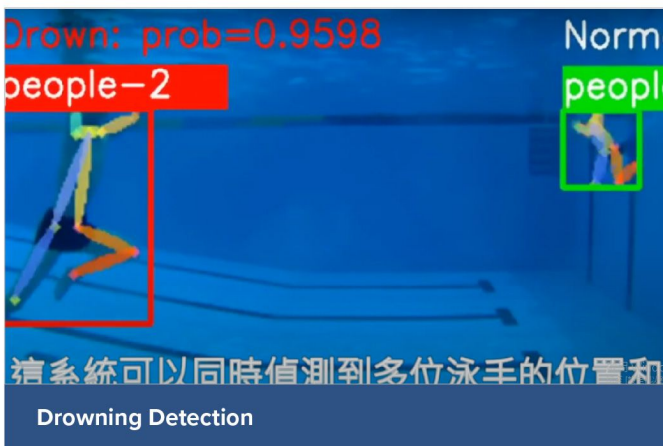 Drown: prob=0.9598
Norm
people-2
peopl
這系統可以同時偵測到多位泳手的位置和
Drowning Detection